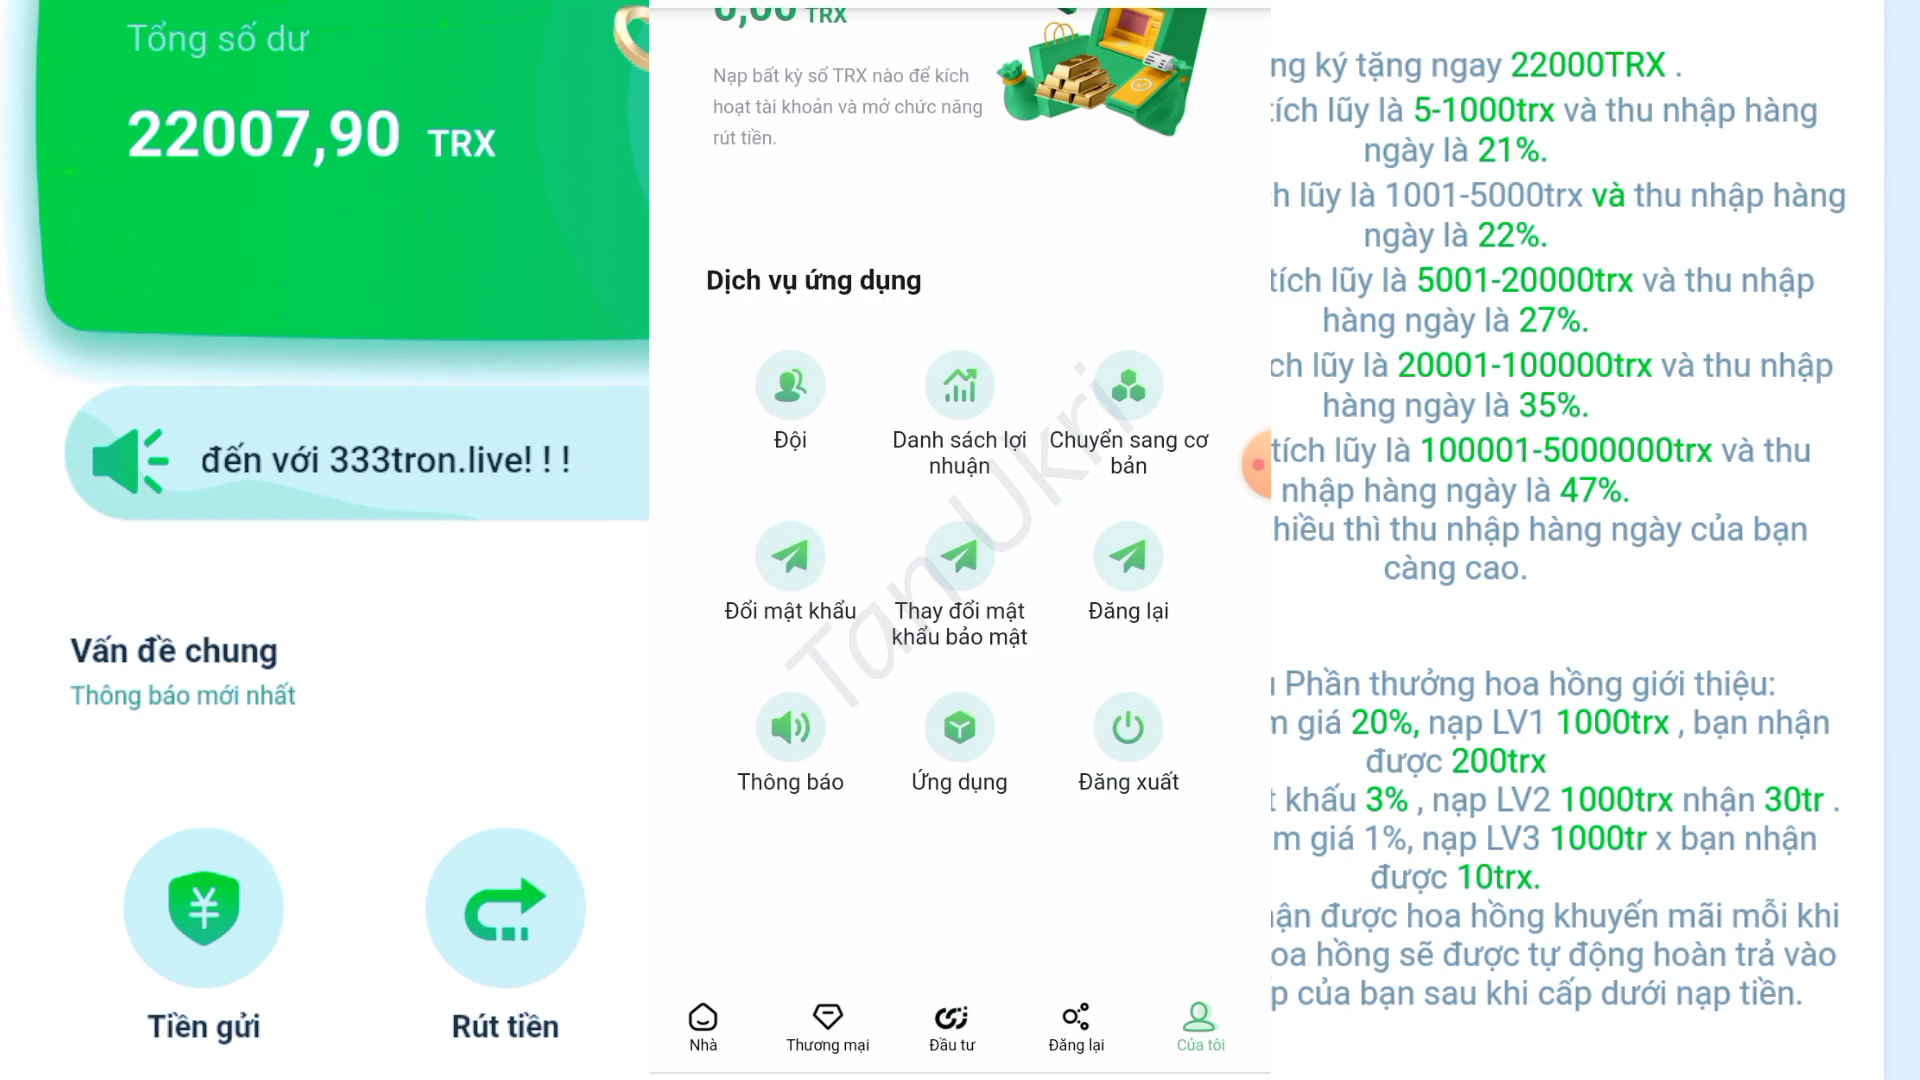 Tổng số dư
22007,90 TRX
đến với 333tron.live! ! !
Vấn đề chung
Thông báo mới nhất
Tiền gửi
Rút tiền
0,00 TRX
Nạp bất kỳ số TRX nào để kích
hoạt tài khoản và mở chức năng
rút tiền.
Dịch vụ ứng dụng
Đội
Danh sách lợi
nhuận
Chuyển sang cơ
bản
Đổi mật khẩu
Thay đổi mật
khẩu bảo mật
Đăng lại
Thông báo
Ứng dụng
Đăng xuất
Nhà
Thương mại
Đầu tư
Đăng lại
Của tôi
TanUkri
ký tặng ngay 22000TRX .
lũy là 5-1000trx và thu nhập hàng
ngày là 21%.
lũy là 1001-5000trx và thu nhập hàng
ngày là 22%.
tích lũy là 5001-20000trx và thu nhập
hàng ngày là 27%.
lũy là 20001-100000trx và thu nhập
hàng ngày là 35%.
tích lũy là 100001-5000000trx và thu
nhập hàng ngày là 47%.
thì thu nhập hàng ngày của bạn
càng cao.
Phần thưởng hoa hồng giới thiệu:
giá 20%, nạp LV1 1000trx , bạn nhận
được 200trx
khấu 3% , nạp LV2 1000trx nhận 30tr .
giá 1%, nạp LV3 1000tr x bạn nhận
được 10trx.
được hoa hồng khuyến mãi mỗi khi
hồng sẽ được tự động hoàn trả vào
của bạn sau khi cấp dưới nạp tiền.